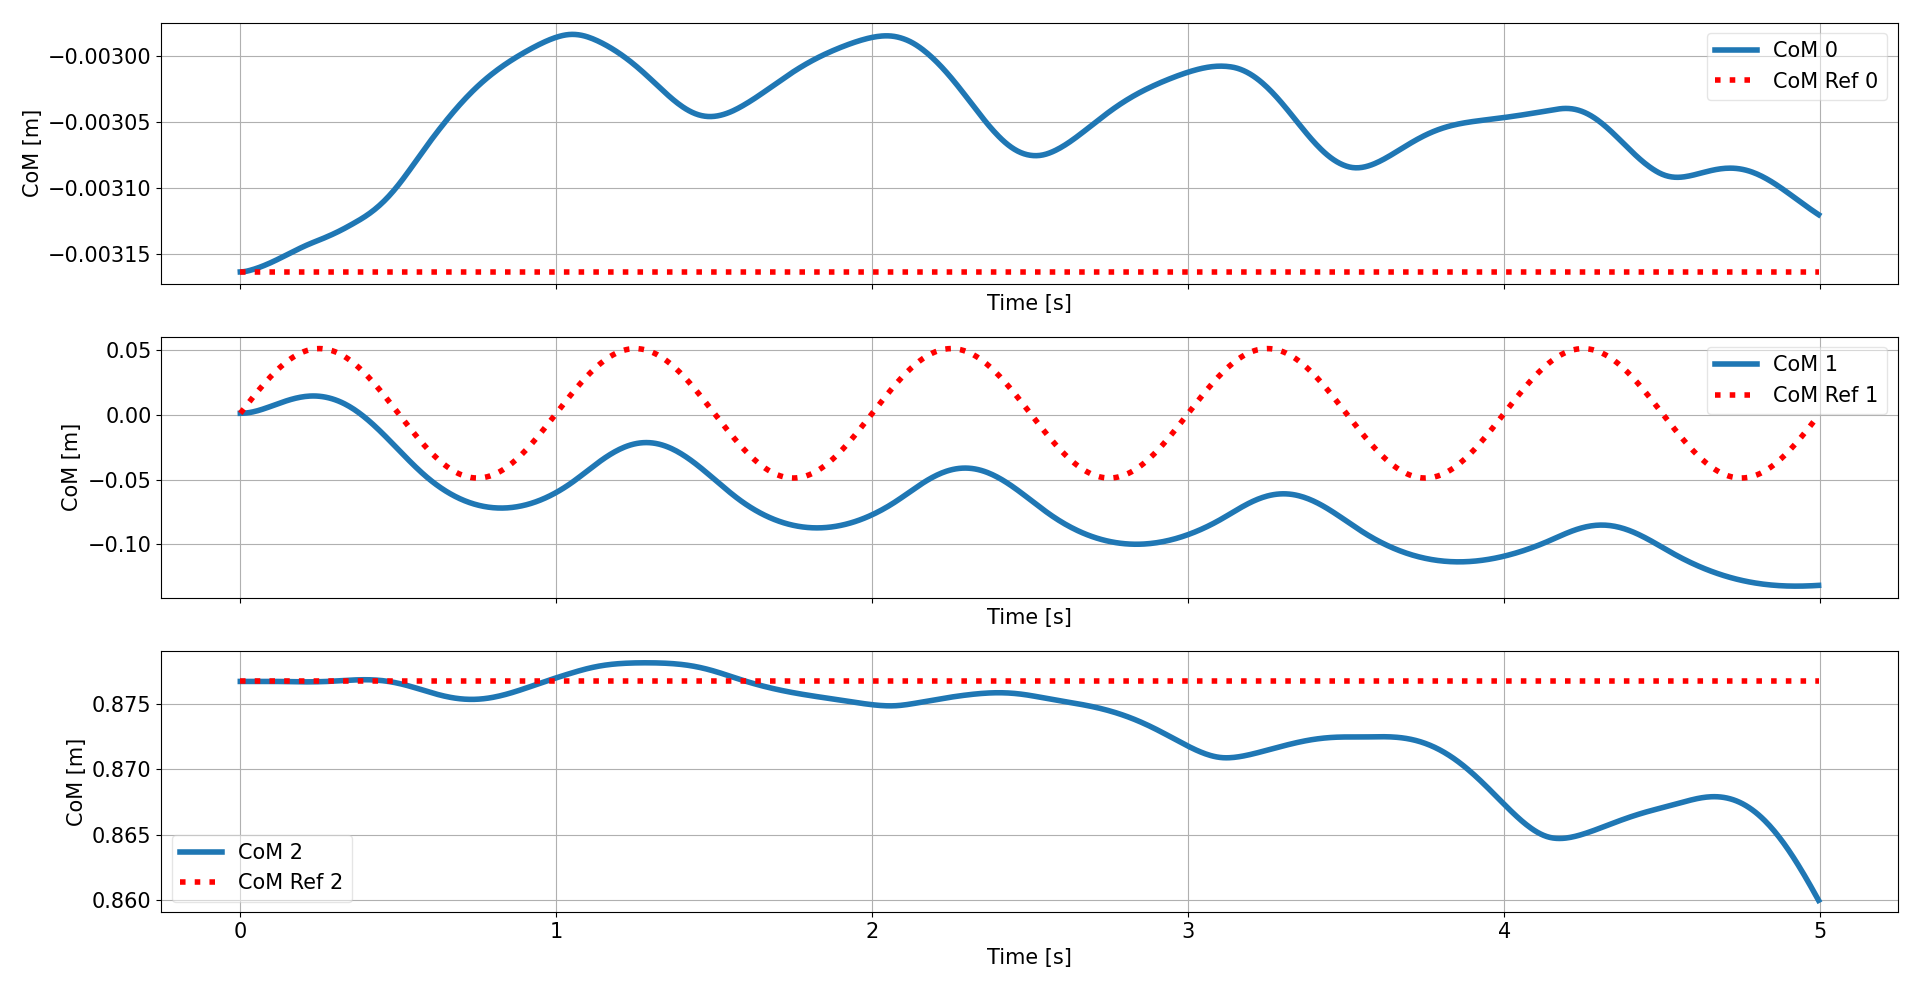 −0.00300
−0.00305
−0.00310
−0.00315
CoM [m]
CoM 0
CoM Ref 0
Time [s]
0.05
0.00
−0.05
−0.10
CoM [m]
CoM 1
CoM Ref 1
Time [s]
0.875
0.870
0.865
0.860
CoM [m]
CoM 2
CoM Ref 2
0 1 2 3 4 5
Time [s]